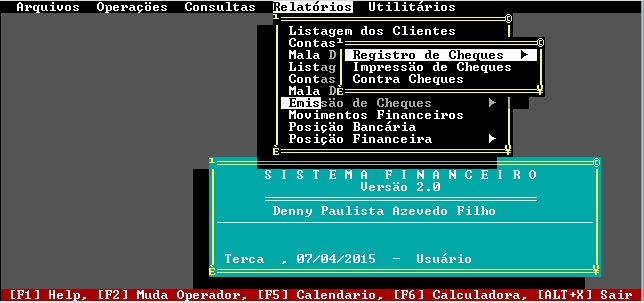 Arquivos Operações Consultas Relatórios Utilitários
Listagem dos Clientes
Contas
Mala D
Registro de Cheques
Listag
Impressão de Cheques
Contas
Contra Cheques
Mala D
Emissão de Cheques
Movimentos Financeiros
Posição Bancária
Posição Financeira
SISTEMA FINANCEIRO
Versão 2.0
Denny Paulista Azevedo Filho
Terca , 07/04/2015 - Usuário
[F1] Help, [F2] Muda Operador, [F5] Calendario, [F6] Calculadora, [ALT+X] Sair